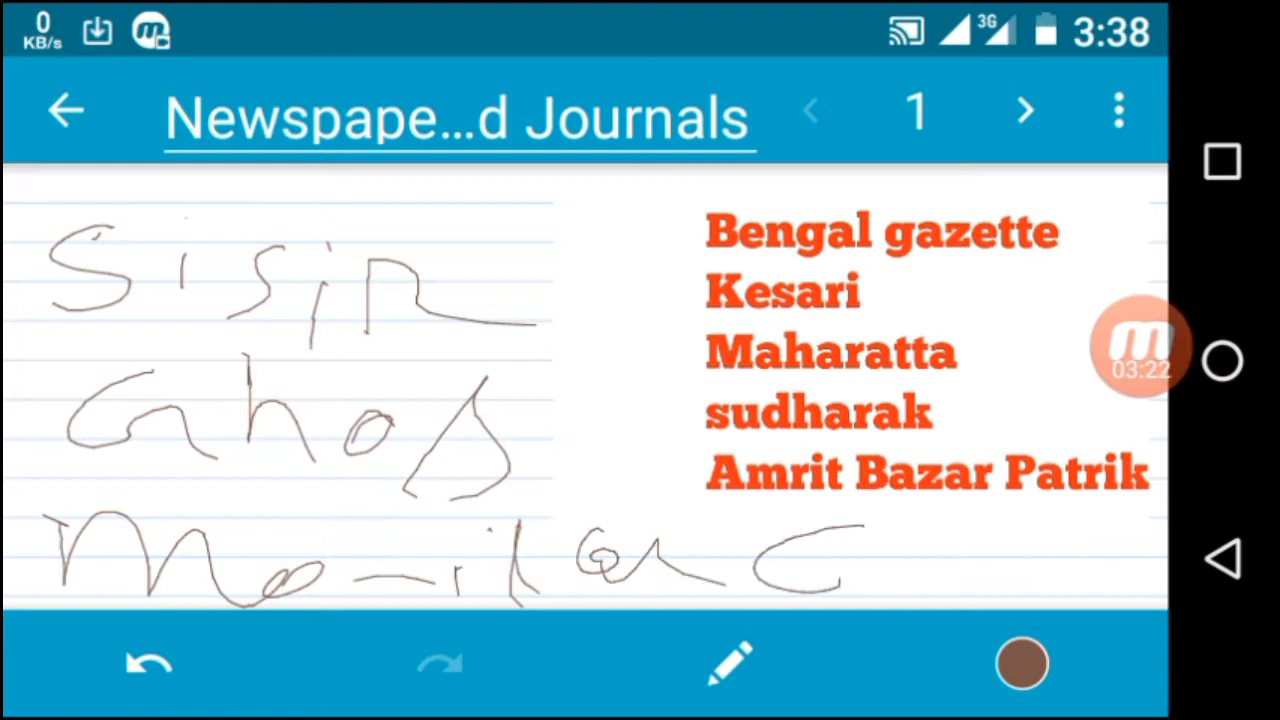 0 KB/s 3G 3:38
Newspape...d Journals 1
Sisir
Ghos
Bengal gazette
Kesari
Maharatta
sudharak
Amrit Bazar Patrik
03:22